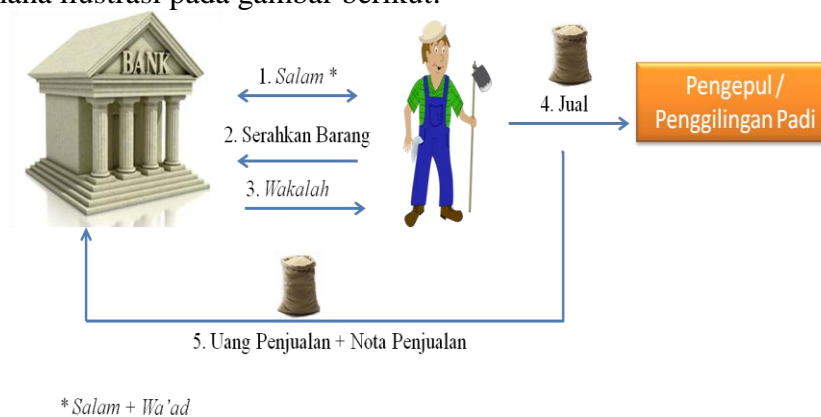 BANK
1. Salam *
2. Serahkan Barang
3. Wakalah
4. Jual
Pengepul /
Penggilingan Padi
5. Uang Penjualan + Nota Penjualan
* Salam + Wa'ad